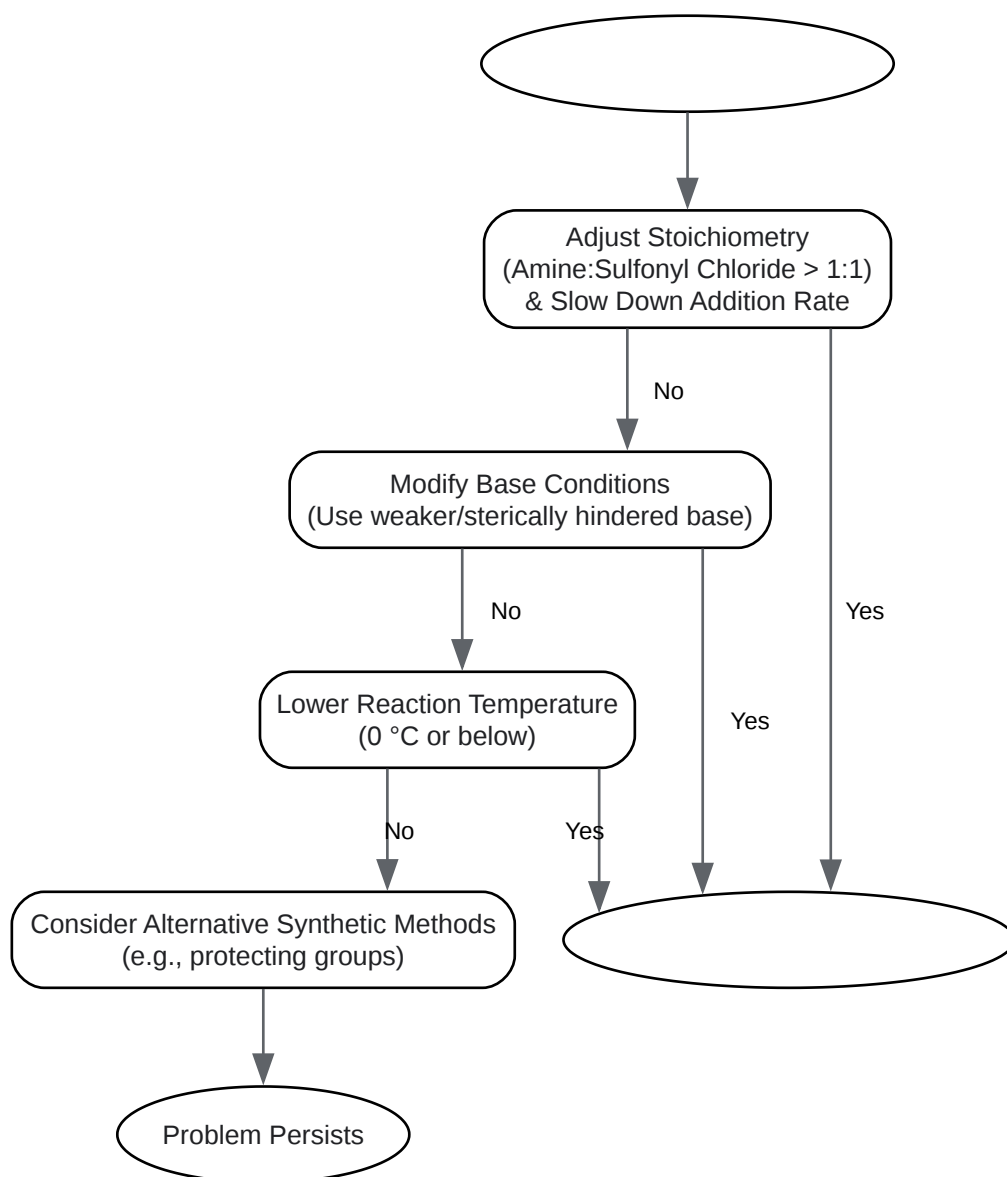 Adjust Stoichiometry
(Amine:Sulfonyl Chloride > 1:1)
& Slow Down Addition Rate
No
Modify Base Conditions
(Use weaker/sterically hindered base)
No
Yes
Lower Reaction Temperature
(0 °C or below)
Yes
No
Yes
Consider Alternative Synthetic Methods
(e.g., protecting groups)
Problem Persists